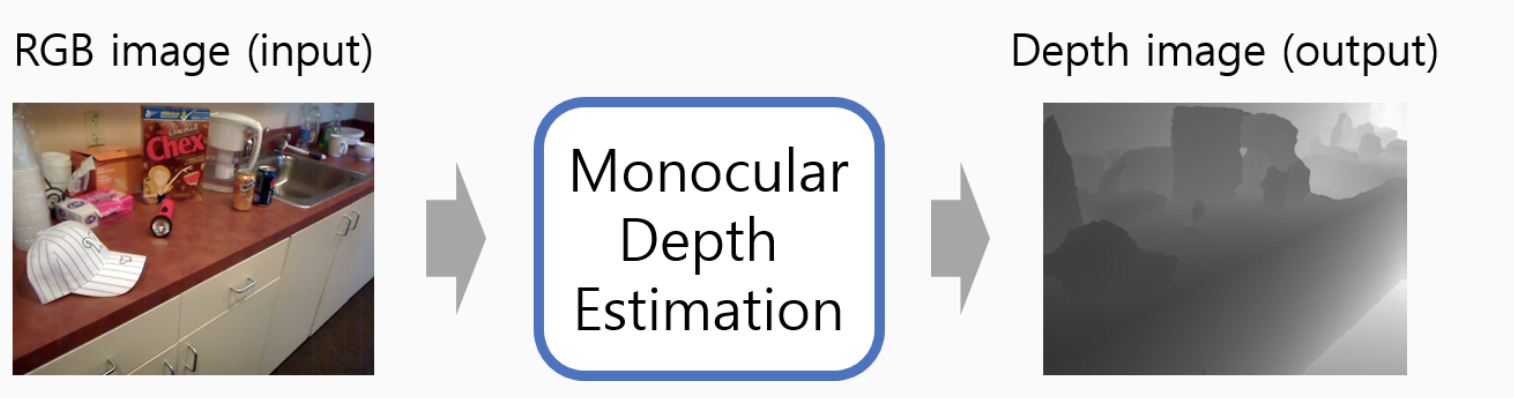 RGB image (input)
Depth image (output)
Chex
Monocular
Depth
Estimation